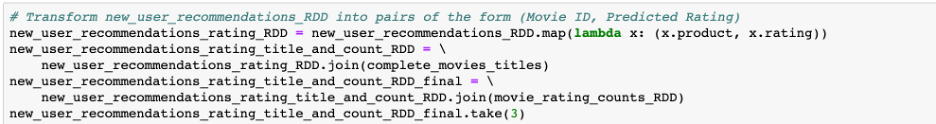 # Transform new_user_recommendations_RDD into pairs of the form (Movie ID, Predicted Rating)
new_user_recommendations_rating_RDD = new_user_recommendations_RDD.map(lambda x: (x.product, x.rating))
new_user_recommendations_rating_title_and_count_RDD = \
    new_user_recommendations_rating_RDD.join(complete_movies_titles)
new_user_recommendations_rating_title_and_count_RDD_final = \
    new_user_recommendations_rating_title_and_count_RDD.join(movie_rating_counts_RDD)
new_user_recommendations_rating_title_and_count_RDD_final.take(3)